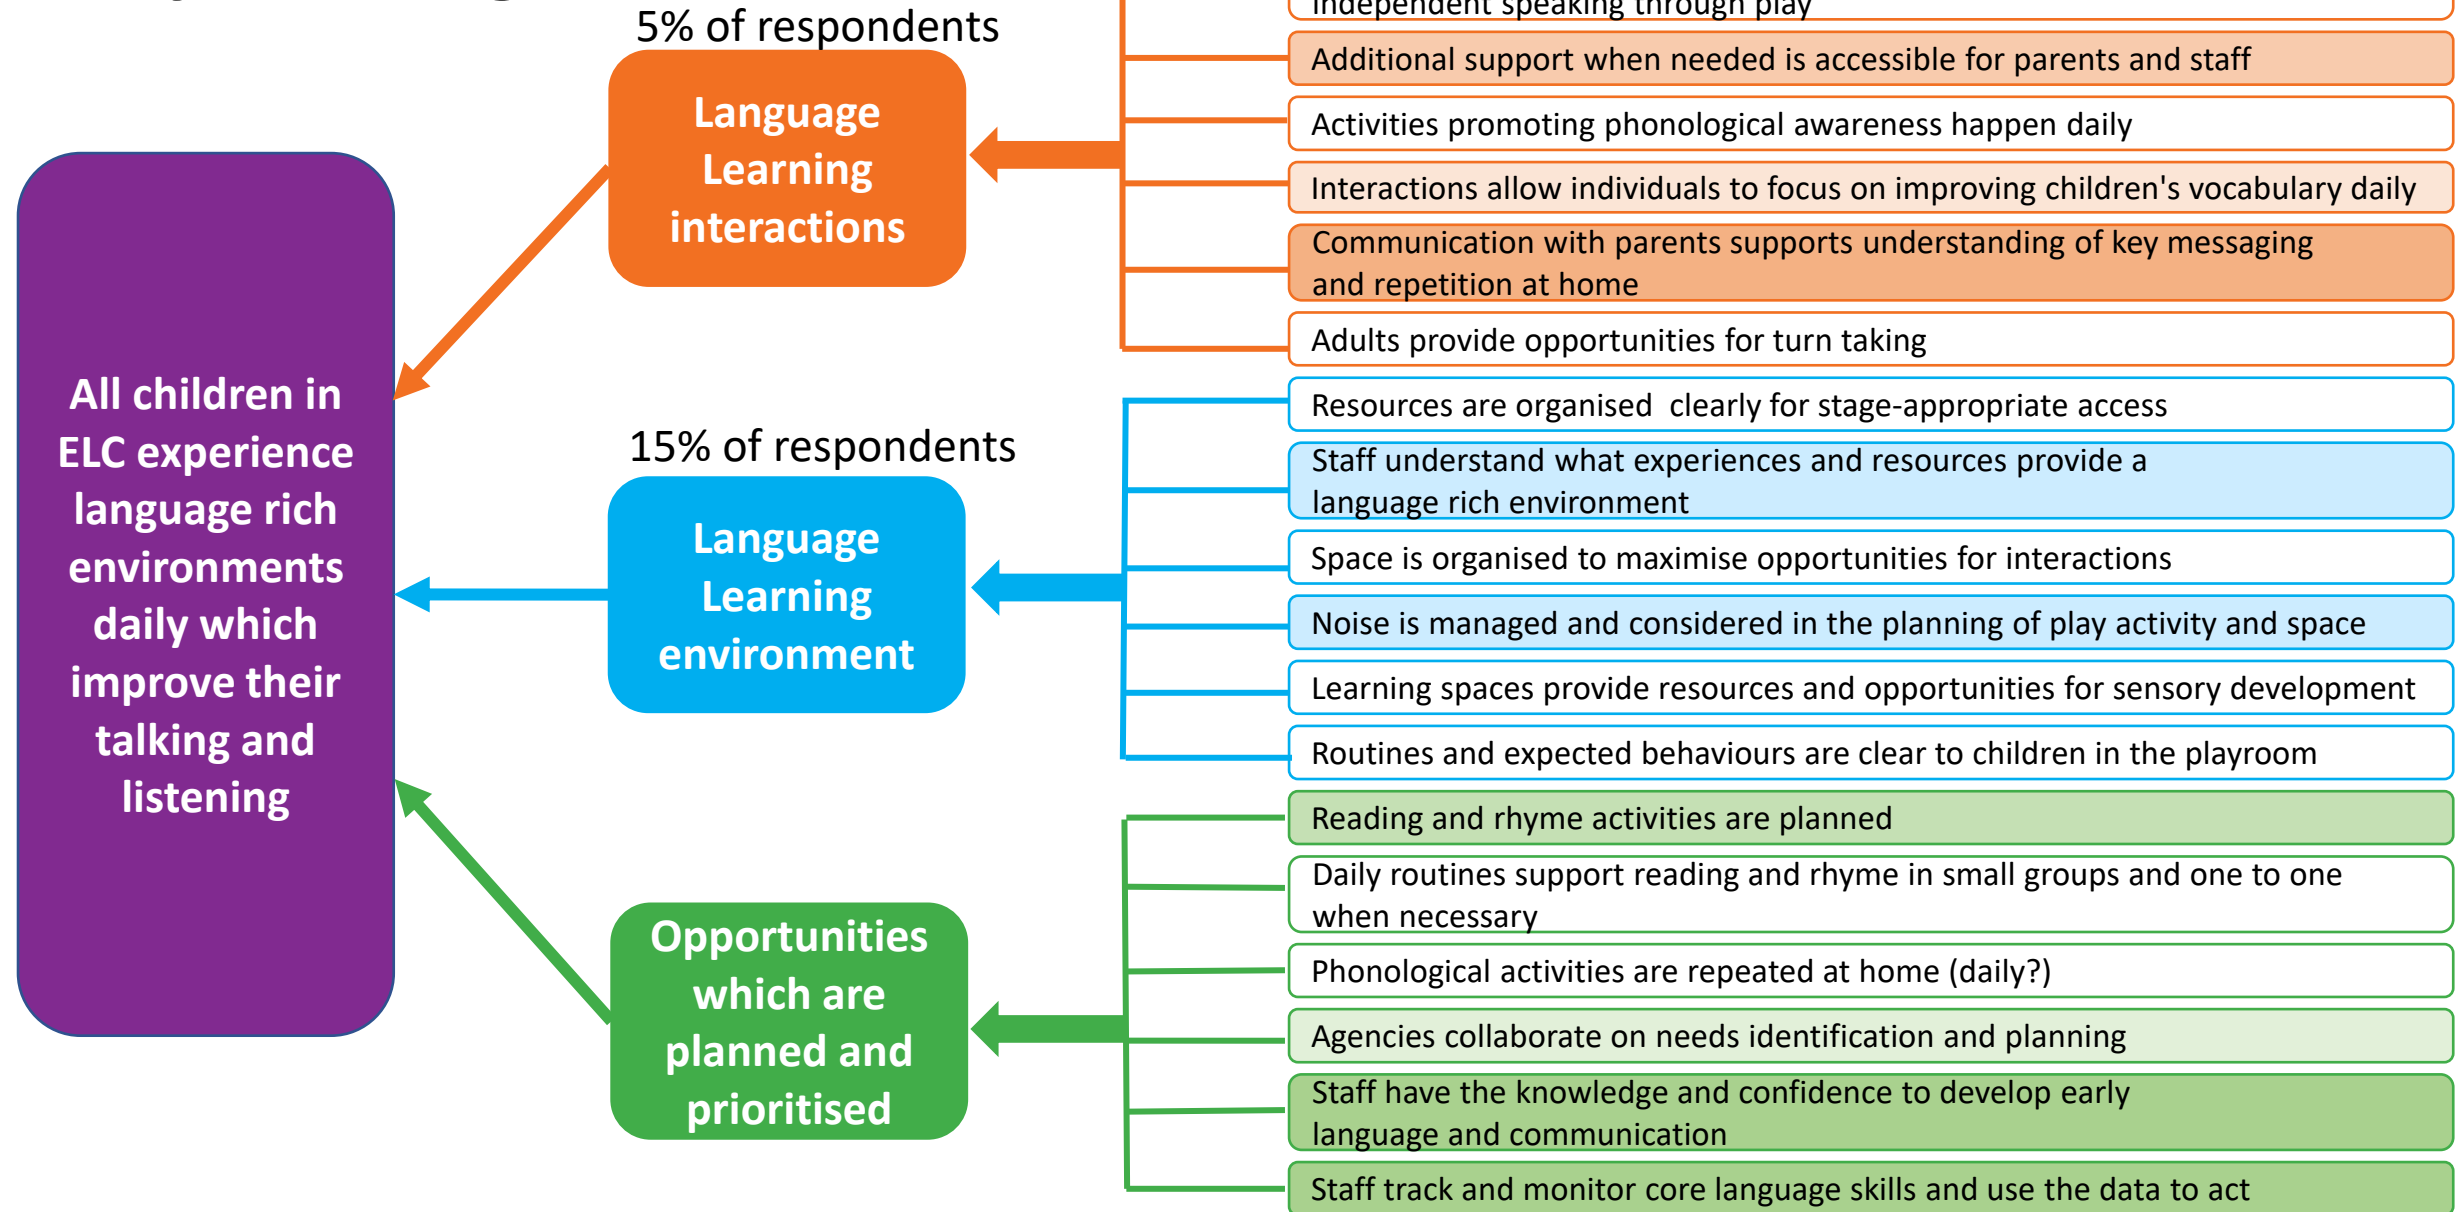 5% of respondents
Language
Learning
interactions
independent speaking through play
Additional support when needed is accessible for parents and staff
Activities promoting phonological awareness happen daily
Interactions allow individuals to focus on improving children's vocabulary daily
Communication with parents supports understanding of key messaging
and repetition at home
Adults provide opportunities for turn taking
All children in
ELC experience
language rich
environments
daily which
improve their
talking and
listening
15% of respondents
Language
Learning
environment
Resources are organised  clearly for stage-appropriate access
Staff understand what experiences and resources provide a
language rich environment
Space is organised to maximise opportunities for interactions
Noise is managed and considered in the planning of play activity and space
Learning spaces provide resources and opportunities for sensory development
Routines and expected behaviours are clear to children in the playroom
Opportunities
which are
planned and
prioritised
Reading and rhyme activities are planned
Daily routines support reading and rhyme in small groups and one to one
when necessary
Phonological activities are repeated at home (daily?)
Agencies collaborate on needs identification and planning
Staff have the knowledge and confidence to develop early
language and communication
Staff track and monitor core language skills and use the data to act